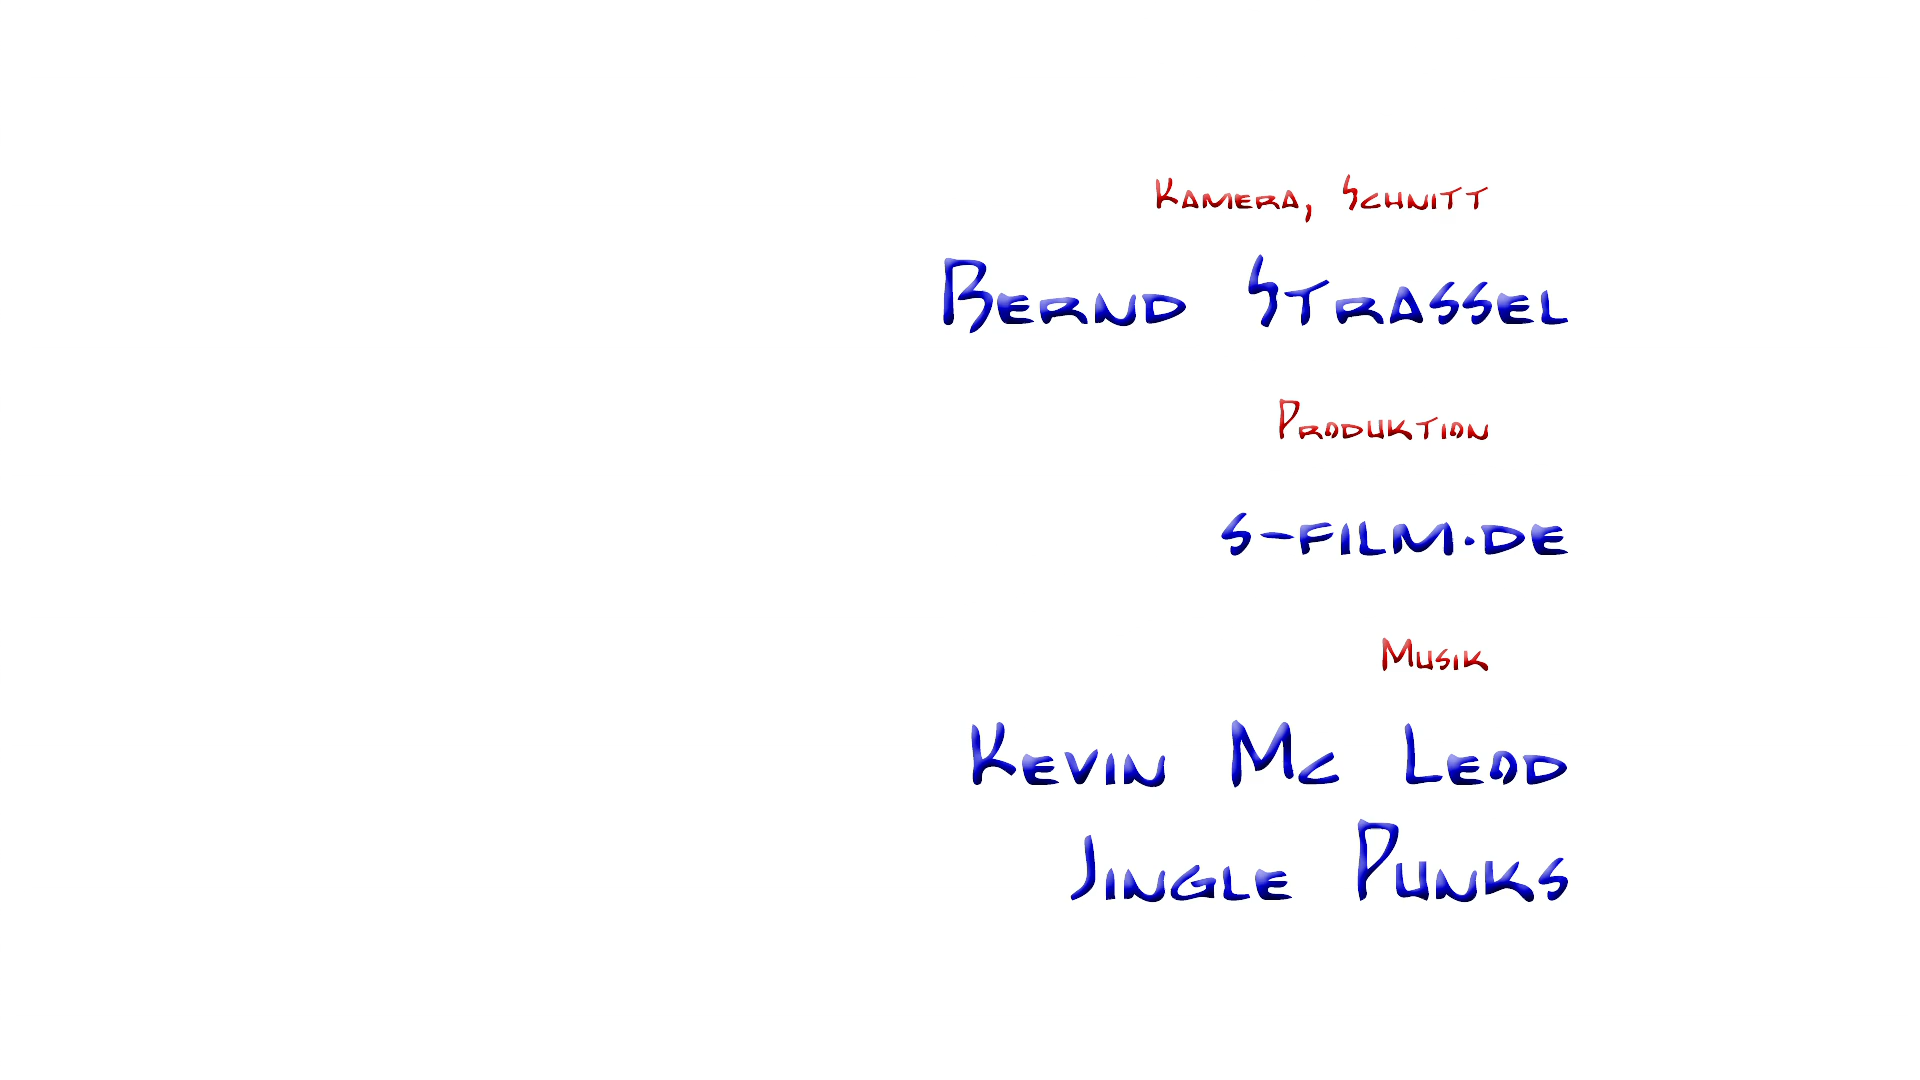 Kamera, Schnitt
Bernd Strassel
Produktion
s-film.de
Musik
Kevin Mc Leod
Jingle Punks